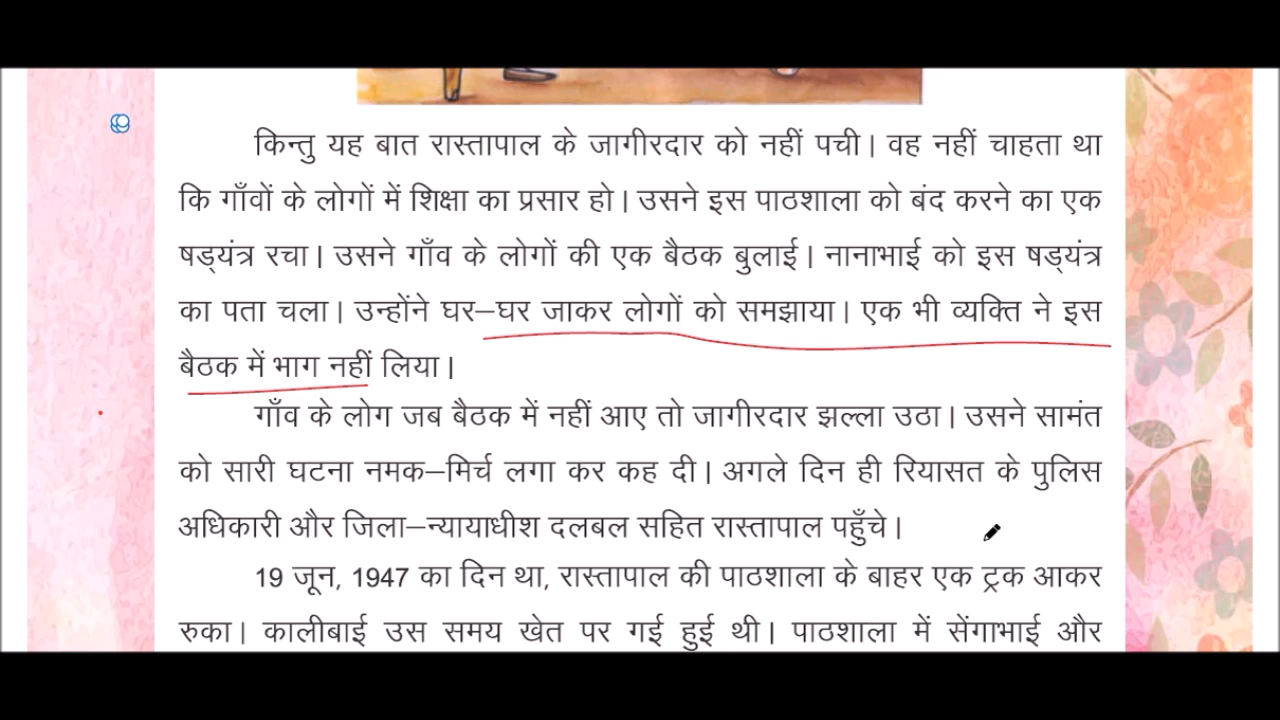 किन्तु यह बात रास्तापाल के जागीरदार को नहीं पची। वह नहीं चाहता था
कि गाँवों के लोगों में शिक्षा का प्रसार हो। उसने इस पाठशाला को बंद करने का एक
षड्यंत्र रचा। उसने गाँव के लोगों की एक बैठक बुलाई। नानाभाई को इस षड्यंत्र
का पता चला। उन्होंने घर–घर जाकर लोगों को समझाया। एक भी व्यक्ति ने इस
बैठक में भाग नहीं लिया।
गाँव के लोग जब बैठक में नहीं आए तो जागीरदार झल्ला उठा। उसने सामंत
को सारी घटना नमक–मिर्च लगा कर कह दी। अगले दिन ही रियासत के पुलिस
अधिकारी और जिला–न्यायाधीश दलबल सहित रास्तापाल पहुँचे।
19 जून, 1947 का दिन था, रास्तापाल की पाठशाला के बाहर एक ट्रक आकर
रुका। कालीबाई उस समय खेत पर गई हुई थी। पाठशाला में सेंगाभाई और